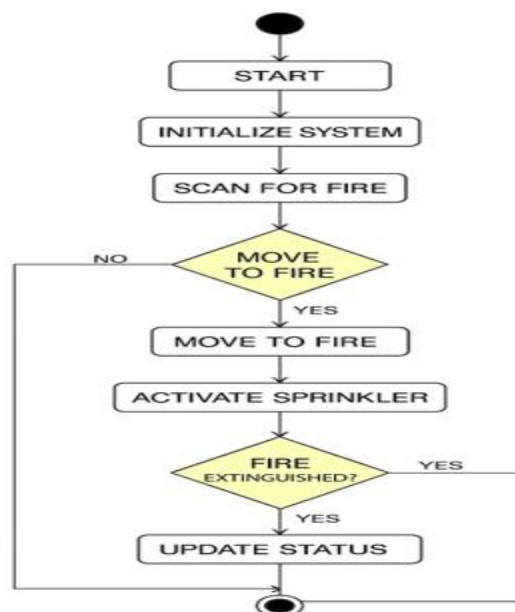 START
INITIALIZE SYSTEM
SCAN FOR FIRE
MOVE
TO FIRE
NO
YES
MOVE TO FIRE
ACTIVATE SPRINKLER
FIRE
EXTINGUISHED?
YES
YES
UPDATE STATUS